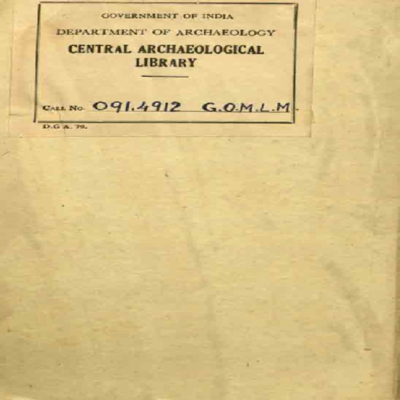 GOVERNMENT OF INDIA
DEPARTMENT OF ARCHAEOLOGY
CENTRAL ARCHAEOLOGICAL
LIBRARY
CALL No. 091.4912 G.O.M.L.M.
D.G.A. 79.